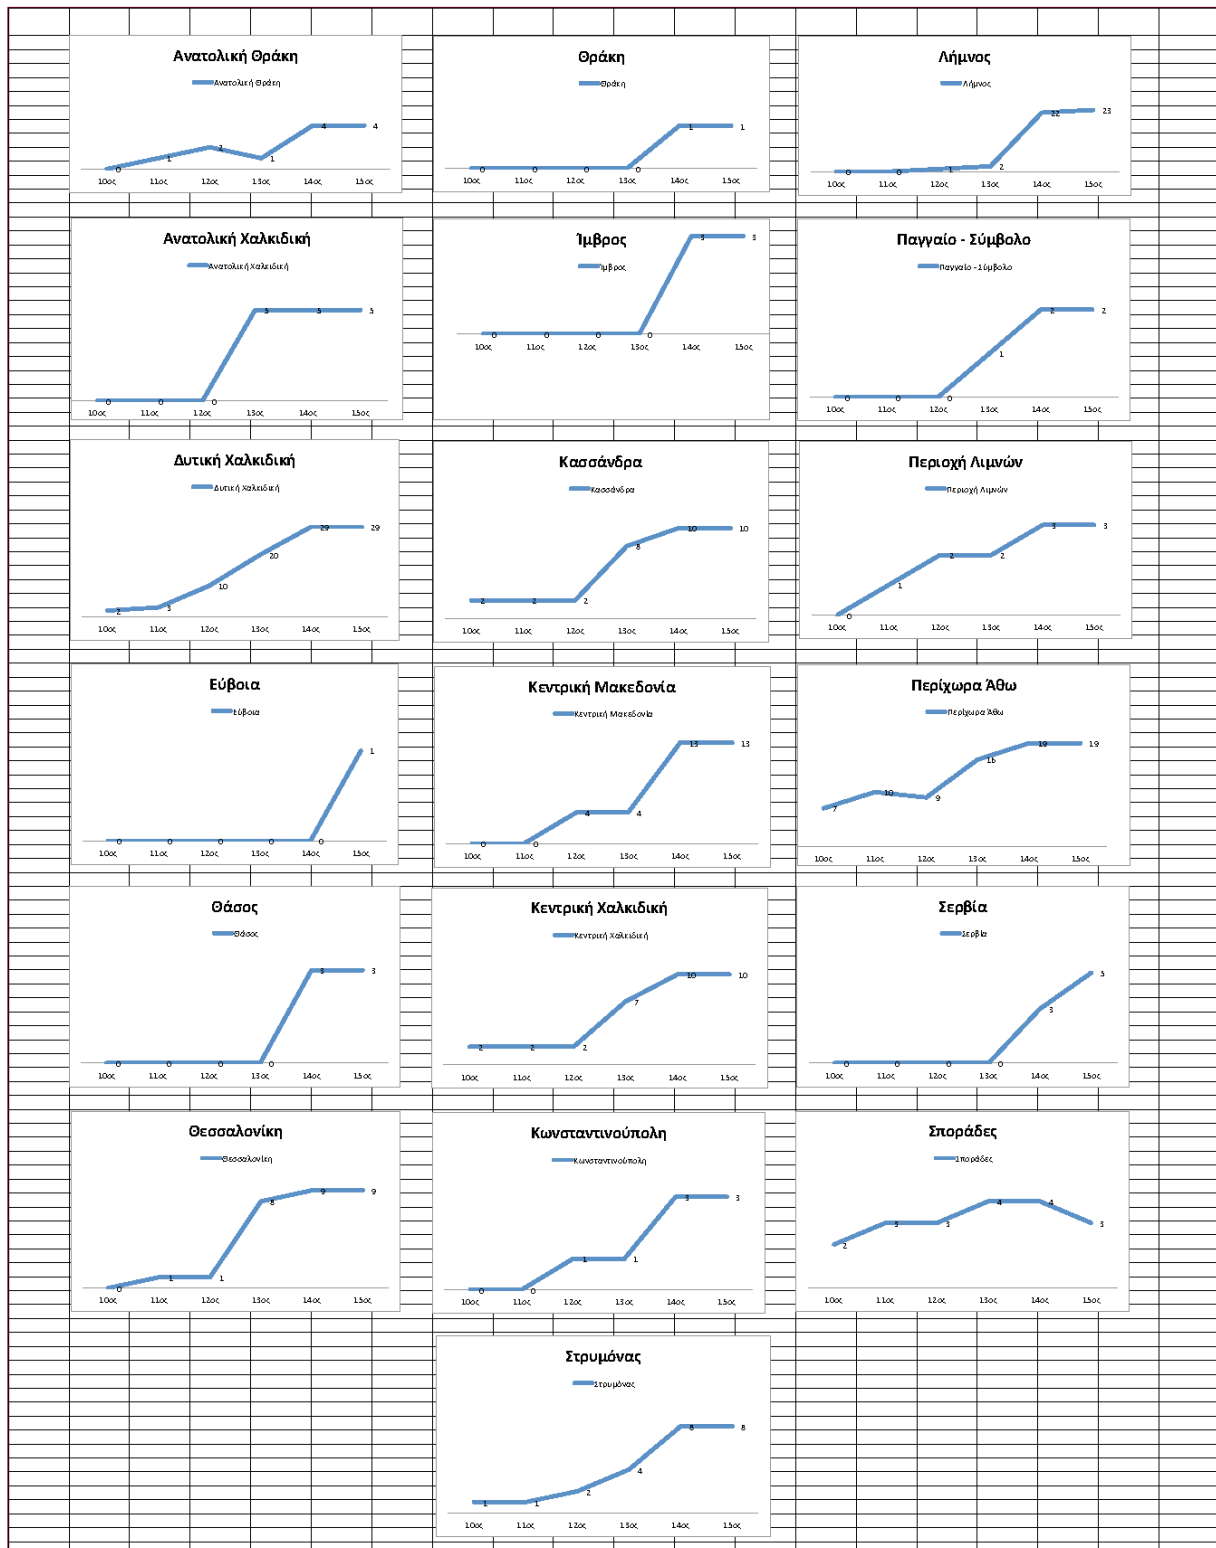 Ανατολική Θράκη
Ανατολική Θράκη
0 1 2 1 4 4
10ος 11ος 12ος 13ος 14ος 15ος
Θράκη
Θράκη
0 0 0 0 1 1
10ος 11ος 12ος 13ος 14ος 15ος
Λήμνος
Λήμνος
0 0 1 2 22 23
10ος 11ος 12ος 13ος 14ος 15ος
Ανατολική Χαλκιδική
Ανατολική Χαλκιδική
0 0 0 5 5 5
10ος 11ος 12ος 13ος 14ος 15ος
Ίμβρος
Ίμβρος
0 0 0 0 3 3
10ος 11ος 12ος 13ος 14ος 15ος
Παγγαίο - Σύμβολο
Παγγαίο - Σύμβολο
0 0 0 1 2 2
10ος 11ος 12ος 13ος 14ος 15ος
Δυτική Χαλκιδική
Δυτική Χαλκιδική
2 3 10 20 29 29
10ος 11ος 12ος 13ος 14ος 15ος
Κασσάνδρα
Κασσάνδρα
2 2 2 8 10 10
10ος 11ος 12ος 13ος 14ος 15ος
Περιοχή Λιμνών
Περιοχή Λιμνών
0 1 2 2 3 3
10ος 11ος 12ος 13ος 14ος 15ος
Εύβοια
Εύβοια
0 0 0 0 0 1
10ος 11ος 12ος 13ος 14ος 15ος
Κεντρική Μακεδονία
Κεντρική Μακεδονία
0 0 4 4 13 13
10ος 11ος 12ος 13ος 14ος 15ος
Περίχωρα Άθω
Περίχωρα Άθω
7 10 9 16 19 19
10ος 11ος 12ος 13ος 14ος 15ος
Θάσος
Θάσος
0 0 0 0 3 3
10ος 11ος 12ος 13ος 14ος 15ος
Κεντρική Χαλκιδική
Κεντρική Χαλκιδική
2 2 2 7 10 10
10ος 11ος 12ος 13ος 14ος 15ος
Σερβία
Σερβία
0 0 0 0 3 5
10ος 11ος 12ος 13ος 14ος 15ος
Θεσσαλονίκη
Θεσσαλονίκη
0 1 1 8 9 9
10ος 11ος 12ος 13ος 14ος 15ος
Κωνσταντινούπολη
Κωνσταντινούπολη
0 0 1 1 3 3
10ος 11ος 12ος 13ος 14ος 15ος
Σποράδες
Σποράδες
2 3 3 4 4 3
10ος 11ος 12ος 13ος 14ος 15ος
Στρυμόνας
Στρυμόνας
1 1 2 4 8 8
10ος 11ος 12ος 13ος 14ος 15ος